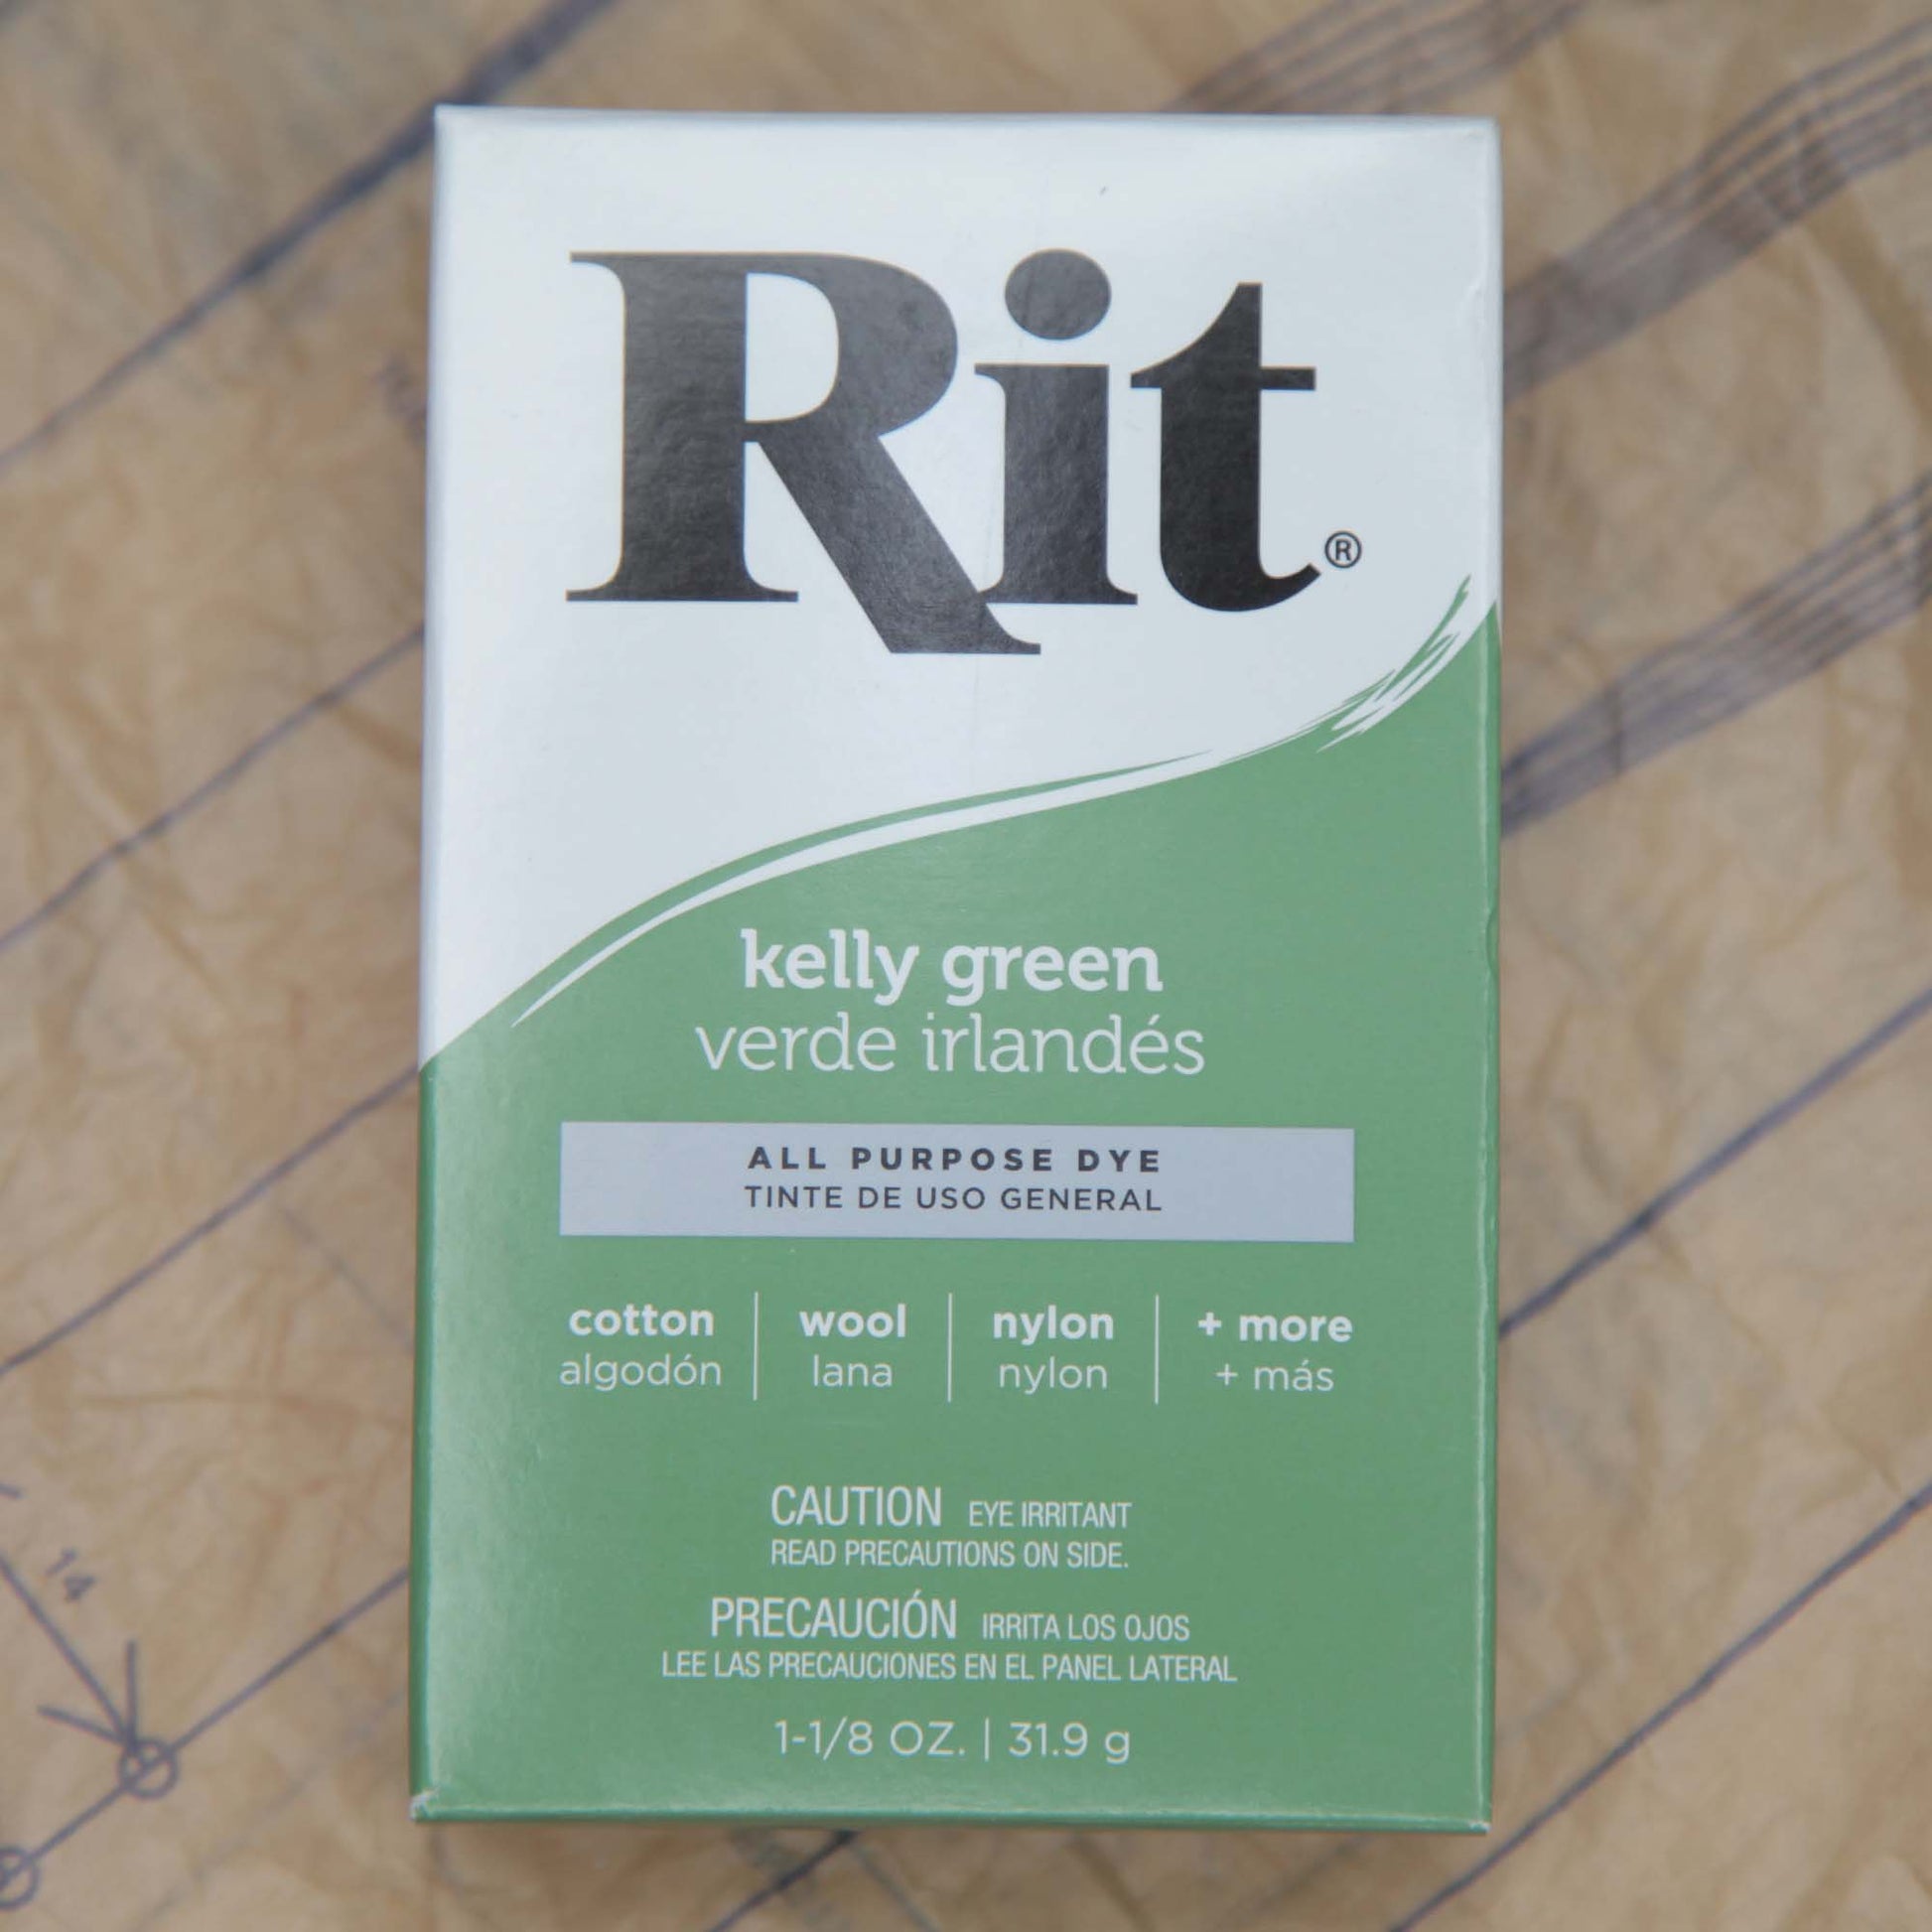 Rit®
kelly green
verde irlandés
ALL PURPOSE DYE
TINTE DE USO GENERAL
cotton | wool | nylon | + more
algodón | lana | nylon | + más
CAUTION EYE IRRITANT
READ PRECAUTIONS ON SIDE.
PRECAUCIÓN IRRITA LOS OJOS
LEE LAS PRECAUCIONES EN EL PANEL LATERAL
1-1/8 OZ. | 31.9 g
14